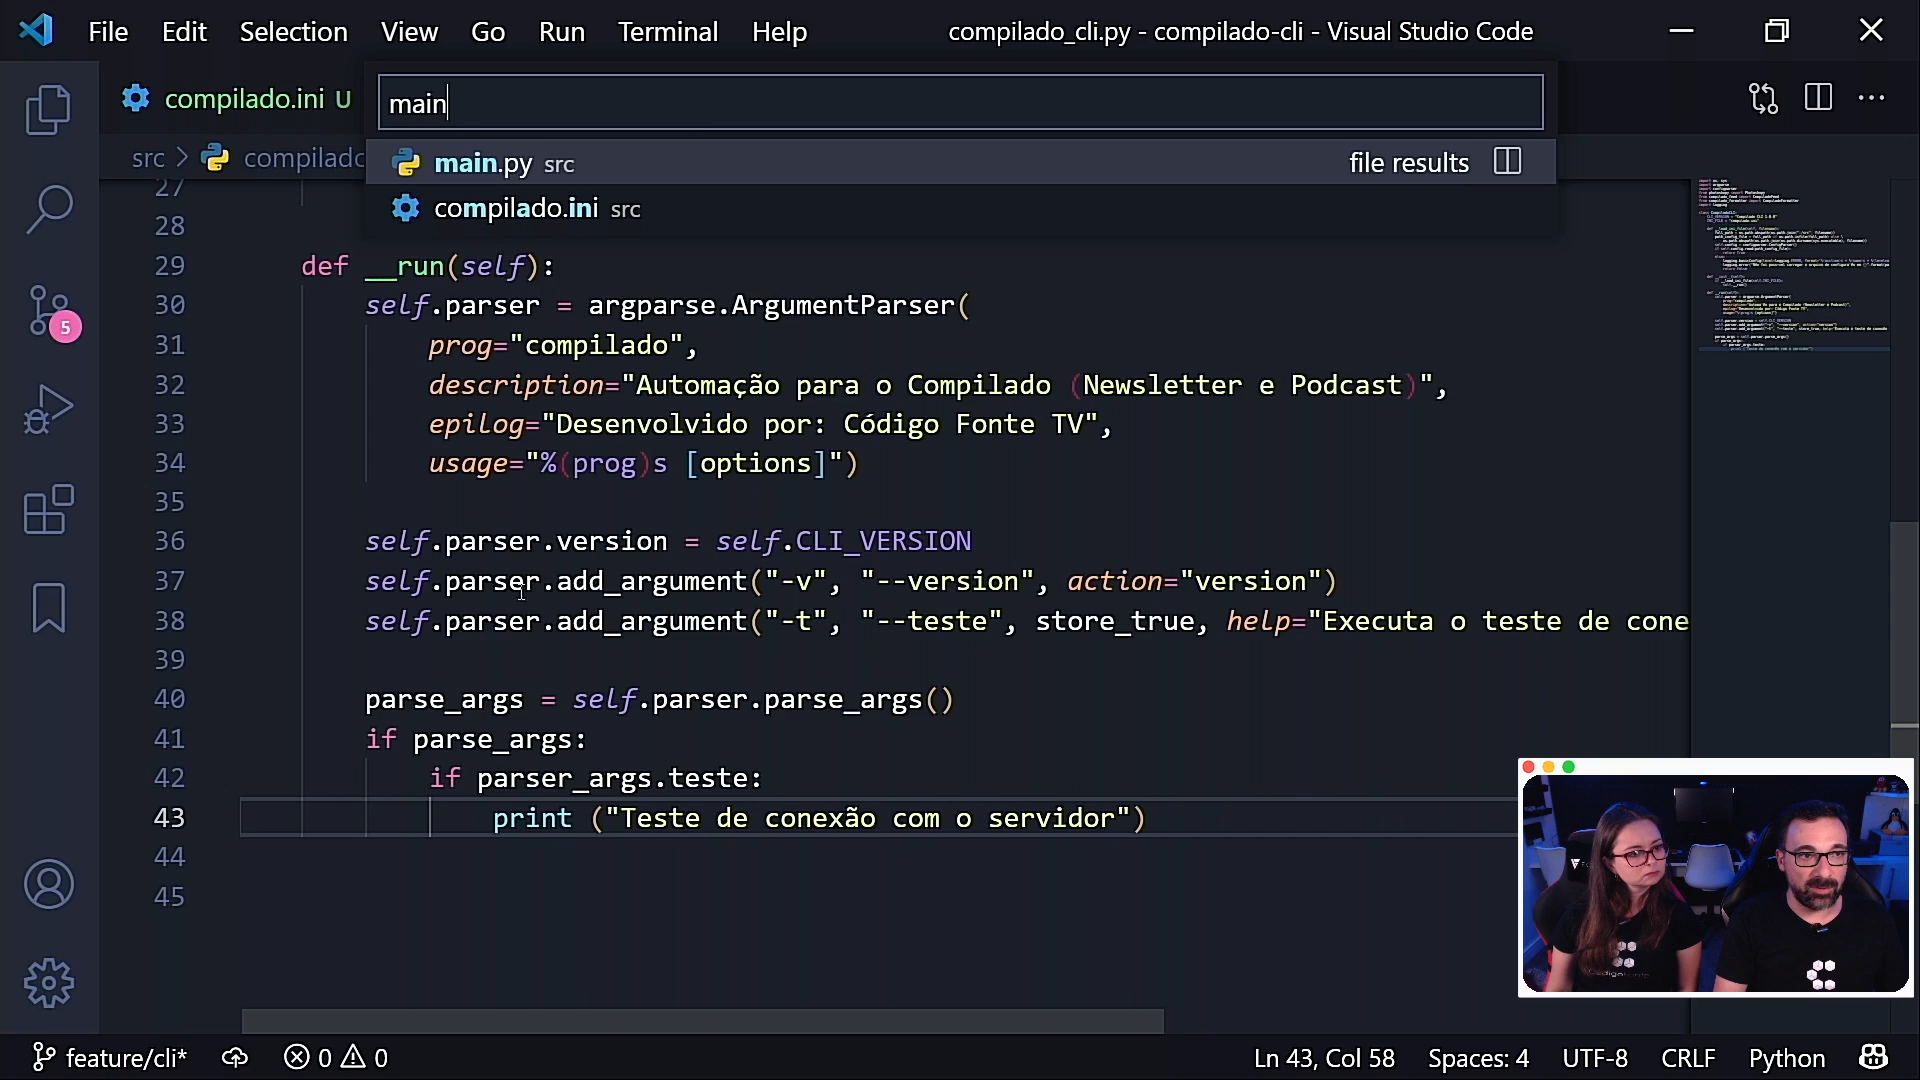 File Edit Selection View Go Run Terminal Help compilado_cli.py - compilado-cli - Visual Studio Code
compilado.ini U
main
src > compilado
main.py src file results
compilado.ini src
27
28
29 def __run(self):
30 self.parser = argparse.ArgumentParser(
31 prog="compilado",
32 description="Automação para o Compilado (Newsletter e Podcast)",
33 epilog="Desenvolvido por: Código Fonte TV",
34 usage="%(prog)s [options]")
35
36 self.parser.version = self.CLI_VERSION
37 self.parser.add_argument("-v", "--version", action="version")
38 self.parser.add_argument("-t", "--teste", store_true, help="Executa o teste de cone
39
40 parse_args = self.parser.parse_args()
41 if parse_args:
42 if parser_args.teste:
43 print ("Teste de conexão com o servidor")
44
45
5
feature/cli* 0 0 Ln 43, Col 58 Spaces: 4 UTF-8 CRLF Python